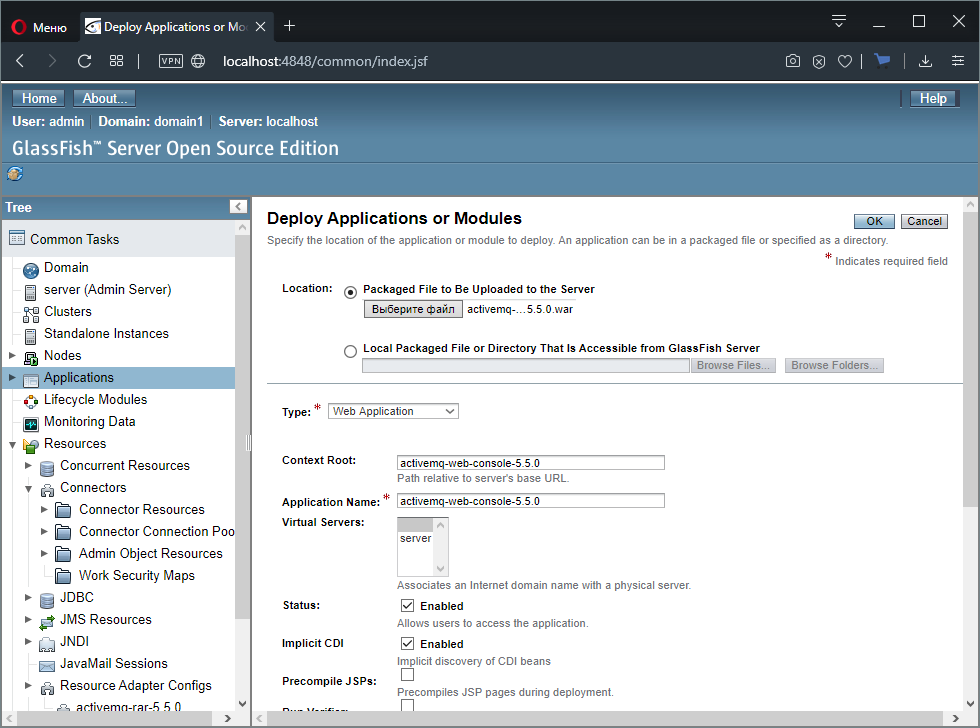 Меню
Deploy Applications or Mo
VPN
localhost:4848/common/index.jsf
Home About... Help
User: admin Domain: domain1 Server: localhost
GlassFish™ Server Open Source Edition
Tree
Common Tasks
Domain
server (Admin Server)
Clusters
Standalone Instances
Nodes
Applications
Lifecycle Modules
Monitoring Data
Resources
Concurrent Resources
Connectors
Connector Resources
Connector Connection Poo
Admin Object Resources
Work Security Maps
JDBC
JMS Resources
JNDI
JavaMail Sessions
Resource Adapter Configs
activemq-rar-5.5.0
Deploy Applications or Modules
OK Cancel
Specify the location of the application or module to deploy. An application can be in a packaged file or specified as a directory.
* Indicates required field
Location: Packaged File to Be Uploaded to the Server
Выберите файл activemq-...5.5.0.war
Local Packaged File or Directory That Is Accessible from GlassFish Server
Browse Files... Browse Folders...
Type: * Web Application
Context Root: activemq-web-console-5.5.0
Path relative to server's base URL.
Application Name: * activemq-web-console-5.5.0
Virtual Servers:
server
Associates an Internet domain name with a physical server.
Status: Enabled
Allows users to access the application.
Implicit CDI Enabled
Implicit discovery of CDI beans
Precompile JSPs:
Precompiles JSP pages during deployment.
Run Verifier: